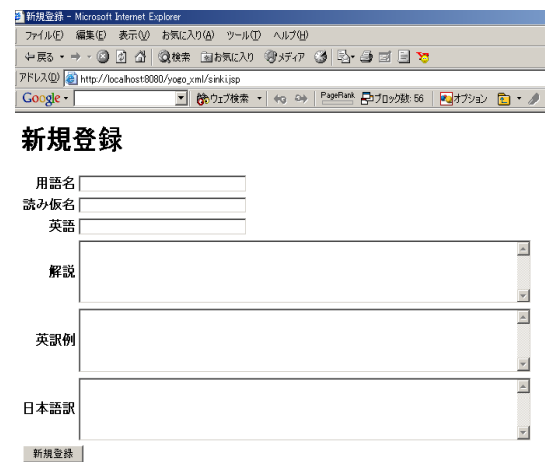 新規登録 - Microsoft Internet Explorer
ファイル(F) 編集(E) 表示(V) お気に入り(A) ツール(T) ヘルプ(H)
戻る 検索 お気に入り メディア
アドレス(D) http://localhost:8080/yogo_xml/sinki.jsp
Google ウェブ検索 PageRank ブロック数: 56 オプション
新規登録
用語名
読み仮名
英語
解説
英訳例
日本語訳
新規登録